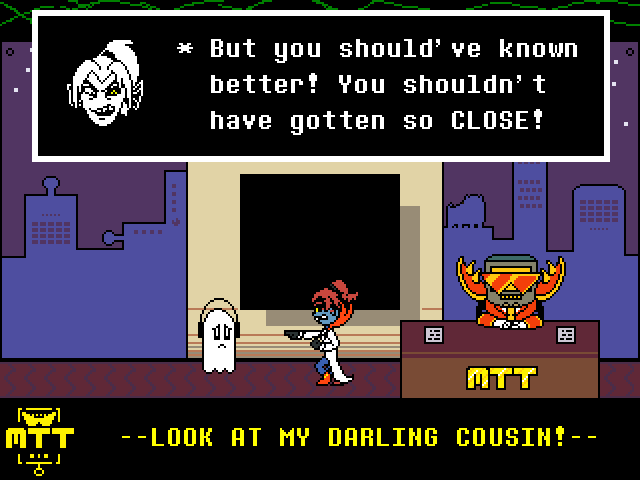 * But you should've known
better! You shouldn't
have gotten so CLOSE!
MTT
MTT
--LOOK AT MY DARLING COUSIN!--